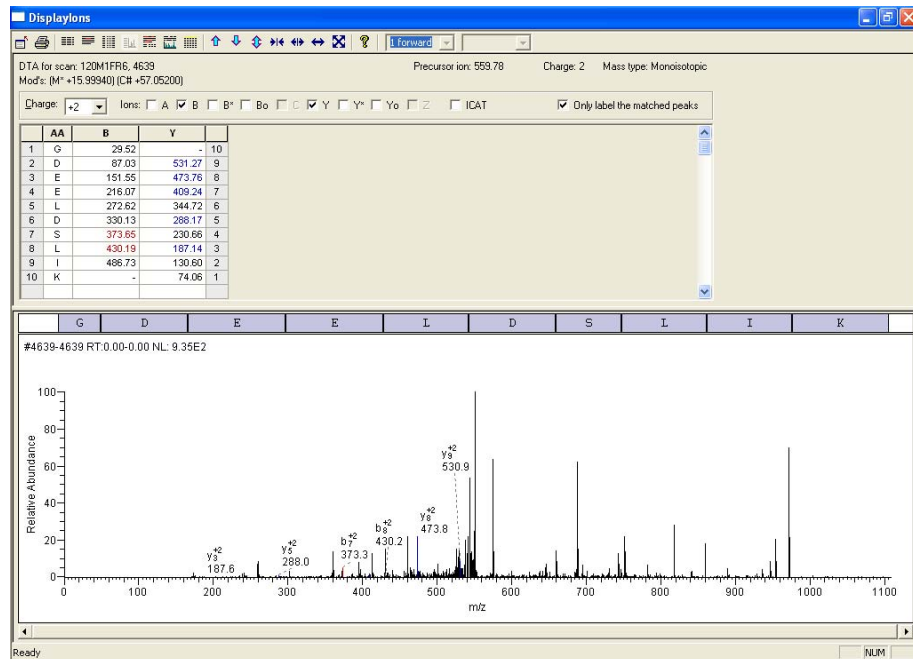 DisplayIons
1 forward
DTA for scan: 120M1FR6, 4639 Precursor ion: 559.78 Charge: 2 Mass type: Monoisotopic
Mod's: (M* +15.99940) (C# +57.05200)
Charge: +2 Ions: A B B* Bo C Y Y* Yo Z ICAT Only label the matched peaks
AA B Y
1 G 29.52 - 10
2 D 87.03 531.27 9
3 E 151.55 473.76 8
4 E 216.07 409.24 7
5 L 272.62 344.72 6
6 D 330.13 288.17 5
7 S 373.65 230.66 4
8 L 430.19 187.14 3
9 I 486.73 130.60 2
10 K - 74.06 1
G D E E L D S L I K
#4639-4639 RT:0.00-0.00 NL: 9.35E2
100
80
60
40
20
0
Relative Abundance
y9+2
530.9
y8+2
473.8
b8+2
430.2
b7+2
373.3
y5+2
288.0
y3+2
187.6
0 100 200 300 400 500 600 700 800 900 1000 1100
m/z
Ready NUM